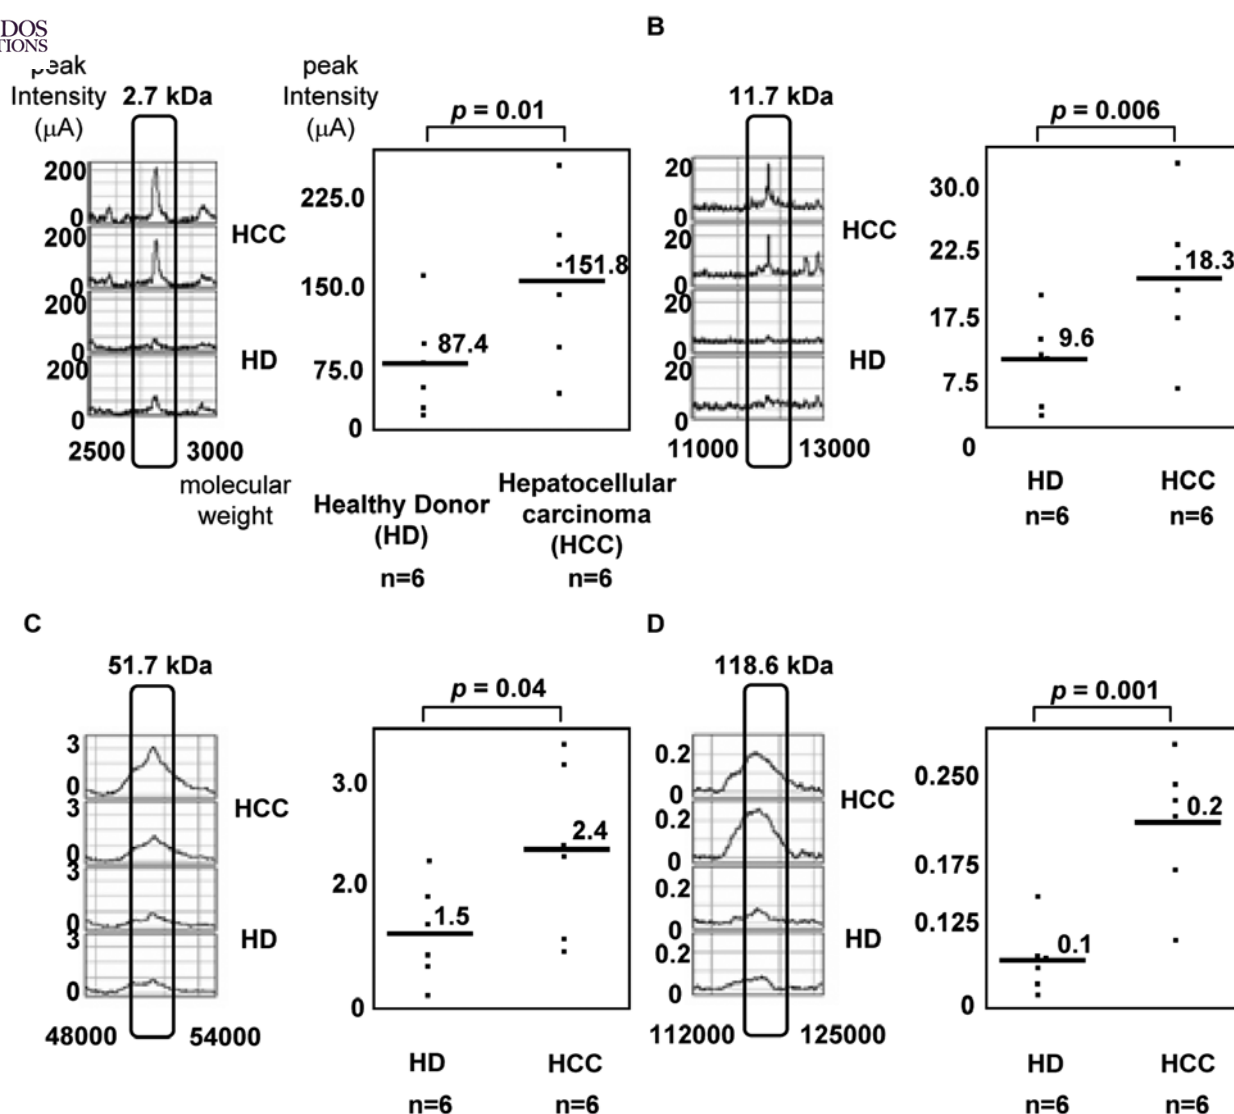 DOS
TIONS
B
peak
Intensity
(μA)
2.7 kDa
peak
Intensity
(μA)
p = 0.01
200
0
200
0
200
0
200
0
HCC
HD
2500
3000
molecular
weight
225.0
150.0
75.0
0
87.4
151.8
Healthy Donor
(HD)
n=6
Hepatocellular
carcinoma
(HCC)
n=6
11.7 kDa
p = 0.006
20
0
20
0
20
0
20
0
HCC
HD
11000
13000
30.0
22.5
17.5
7.5
0
9.6
18.3
HD
n=6
HCC
n=6
C
51.7 kDa
p = 0.04
3
0
3
0
3
0
3
0
HCC
HD
48000
54000
3.0
2.0
0
1.5
2.4
HD
n=6
HCC
n=6
D
118.6 kDa
p = 0.001
0.2
0
0.2
0
0.2
0
0.2
0
HCC
HD
112000
125000
0.250
0.175
0.125
0
0.1
0.2
HD
n=6
HCC
n=6